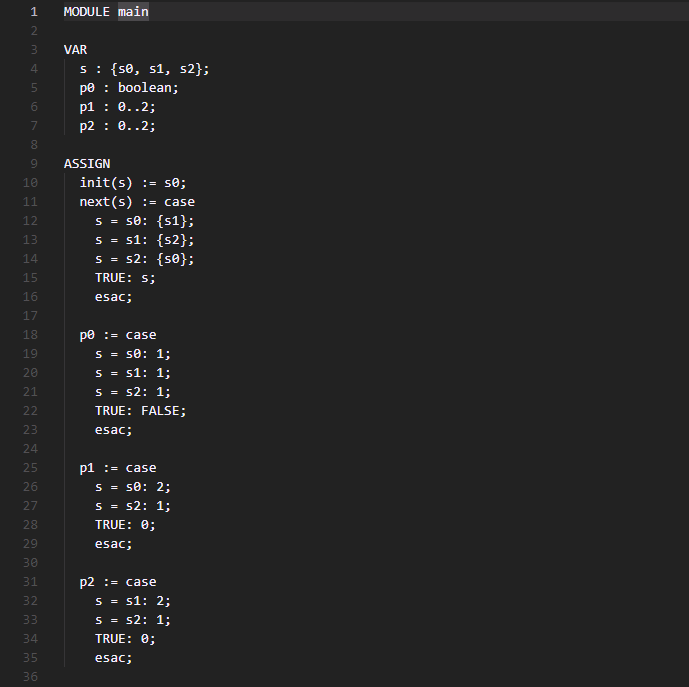 1 MODULE main
2
3 VAR
4   s : {s0, s1, s2};
5   p0 : boolean;
6   p1 : 0..2;
7   p2 : 0..2;
8
9 ASSIGN
10   init(s) := s0;
11   next(s) := case
12     s = s0: {s1};
13     s = s1: {s2};
14     s = s2: {s0};
15     TRUE: s;
16     esac;
17
18   p0 := case
19     s = s0: 1;
20     s = s1: 1;
21     s = s2: 1;
22     TRUE: FALSE;
23     esac;
24
25   p1 := case
26     s = s0: 2;
27     s = s2: 1;
28     TRUE: 0;
29     esac;
30
31   p2 := case
32     s = s1: 2;
33     s = s2: 1;
34     TRUE: 0;
35     esac;
36